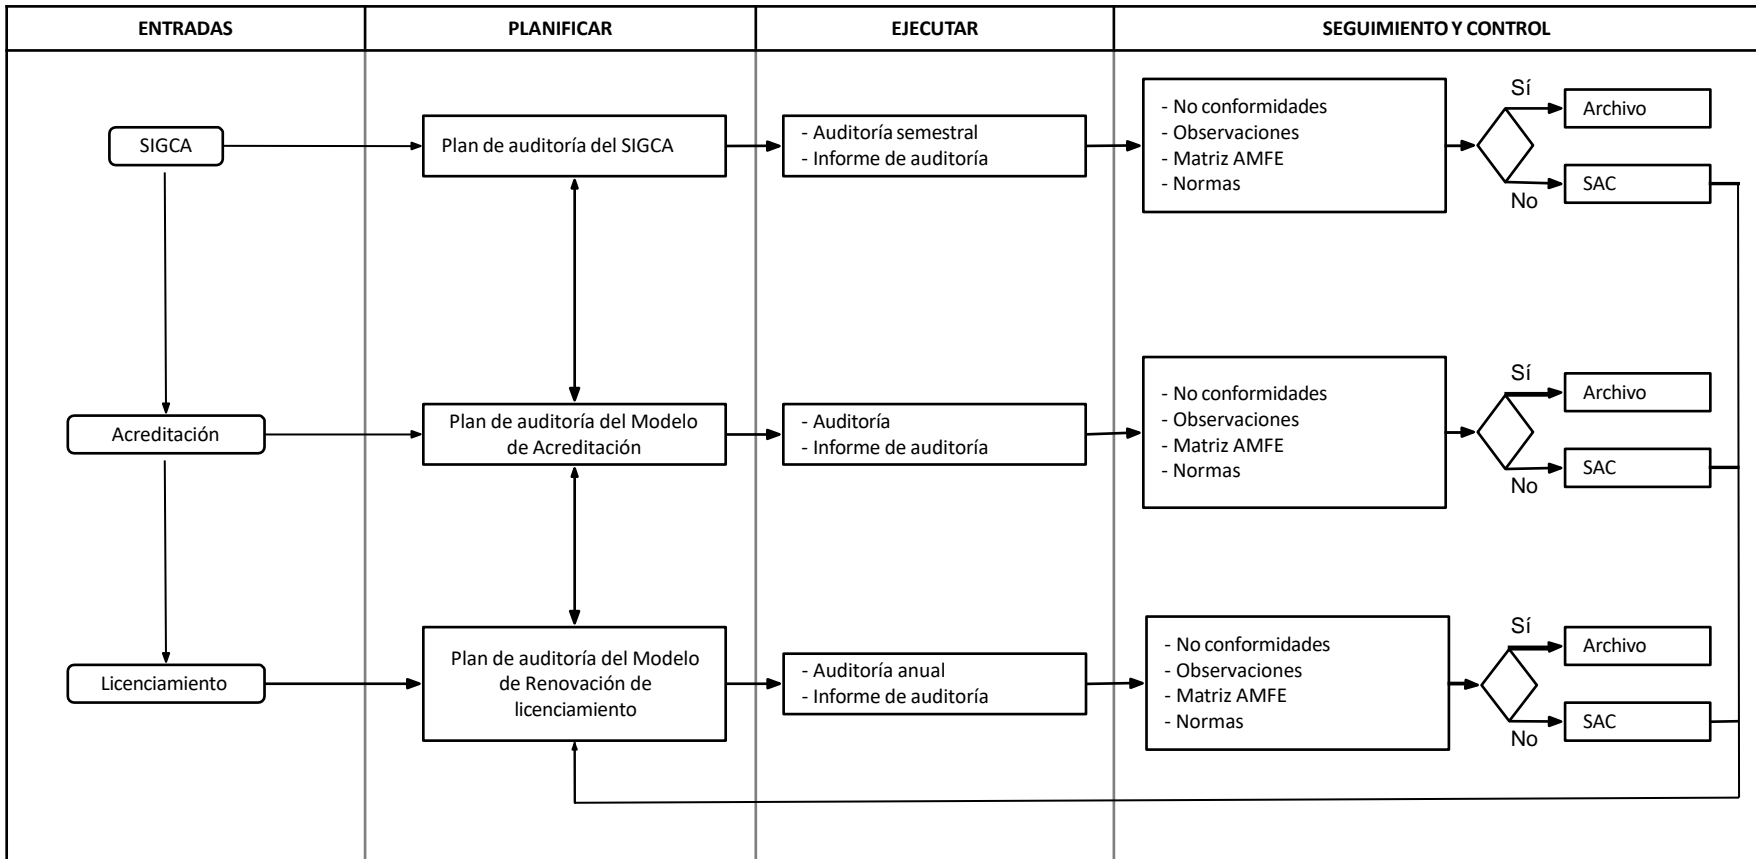 ENTRADAS
PLANIFICAR
EJECUTAR
SEGUIMIENTO Y CONTROL
SIGCA
Plan de auditoría del SIGCA
- Auditoría semestral
- Informe de auditoría
- No conformidades
- Observaciones
- Matriz AMFE
- Normas
Sí
Archivo
No
SAC
Acreditación
Plan de auditoría del Modelo
de Acreditación
- Auditoría
- Informe de auditoría
- No conformidades
- Observaciones
- Matriz AMFE
- Normas
Sí
Archivo
No
SAC
Licenciamiento
Plan de auditoría del Modelo
de Renovación de
licenciamiento
- Auditoría anual
- Informe de auditoría
- No conformidades
- Observaciones
- Matriz AMFE
- Normas
Sí
Archivo
No
SAC